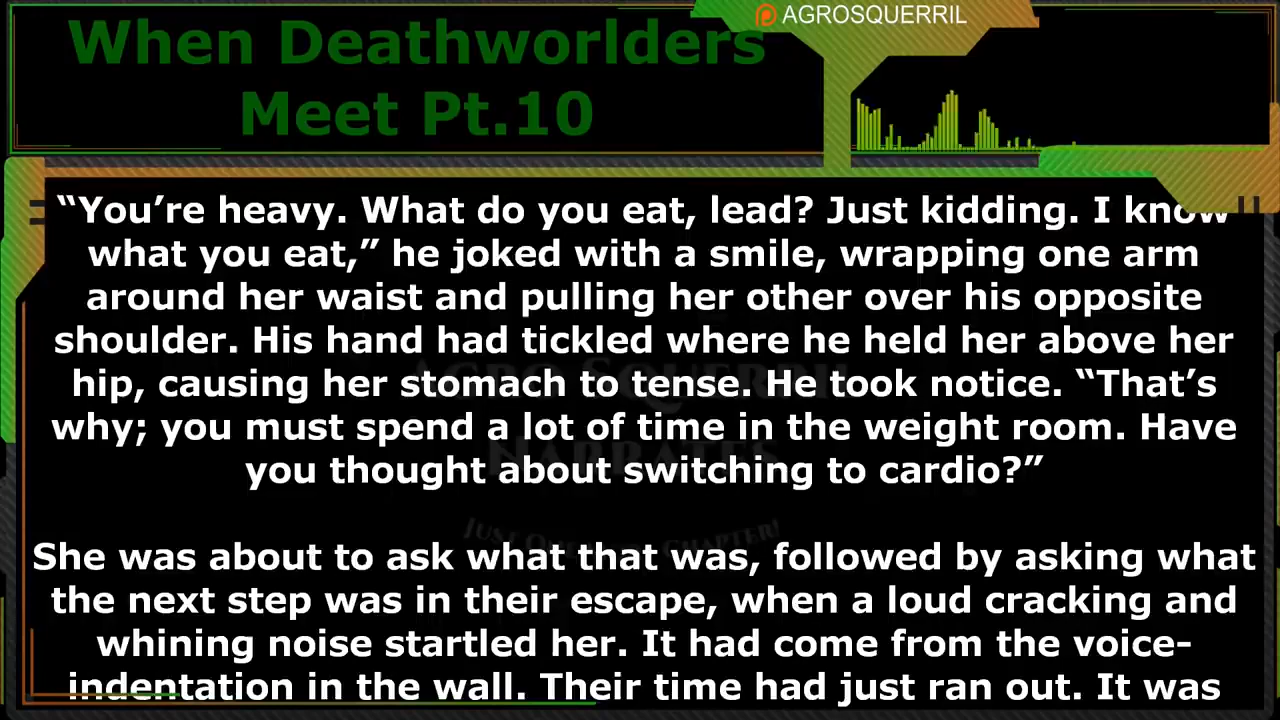 AGROSQUERRIL
When Deathworlders
Meet Pt.10
“You’re heavy. What do you eat, lead? Just kidding. I know
what you eat,” he joked with a smile, wrapping one arm
around her waist and pulling her other over his opposite
shoulder. His hand had tickled where he held her above her
hip, causing her stomach to tense. He took notice. “That’s
why; you must spend a lot of time in the weight room. Have
you thought about switching to cardio?”
She was about to ask what that was, followed by asking what
the next step was in their escape, when a loud cracking and
whining noise startled her. It had come from the voice-
indentation in the wall. Their time had just ran out. It was